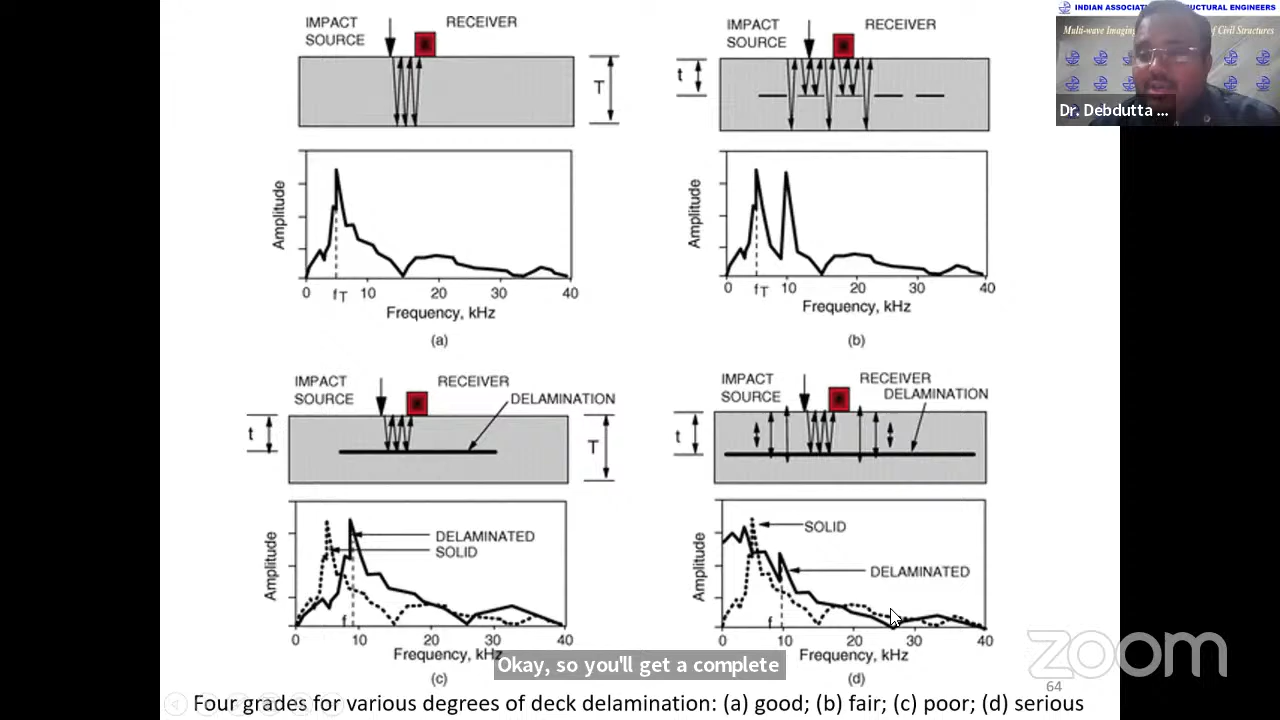 IMPACT SOURCE
RECEIVER
T
Amplitude
0 fT 10 20 30 40
Frequency, kHz
(a)
IMPACT SOURCE
RECEIVER
t
Amplitude
0 fT 10 20 30 40
Frequency, kHz
(b)
IMPACT SOURCE
RECEIVER
DELAMINATION
t
T
Amplitude
DELAMINATED
SOLID
0 f 10 20 30 40
Frequency, kHz
(c)
IMPACT SOURCE
RECEIVER
DELAMINATION
t
Amplitude
SOLID
DELAMINATED
0 f 10 20 30 40
Frequency, kHz
(d)
INDIAN
Multi-wave
of Civil Structures
Dr. Debdutta ...
Okay, so you'll get a complete
zoom
64
Four grades for various degrees of deck delamination: (a) good; (b) fair; (c) poor; (d) serious